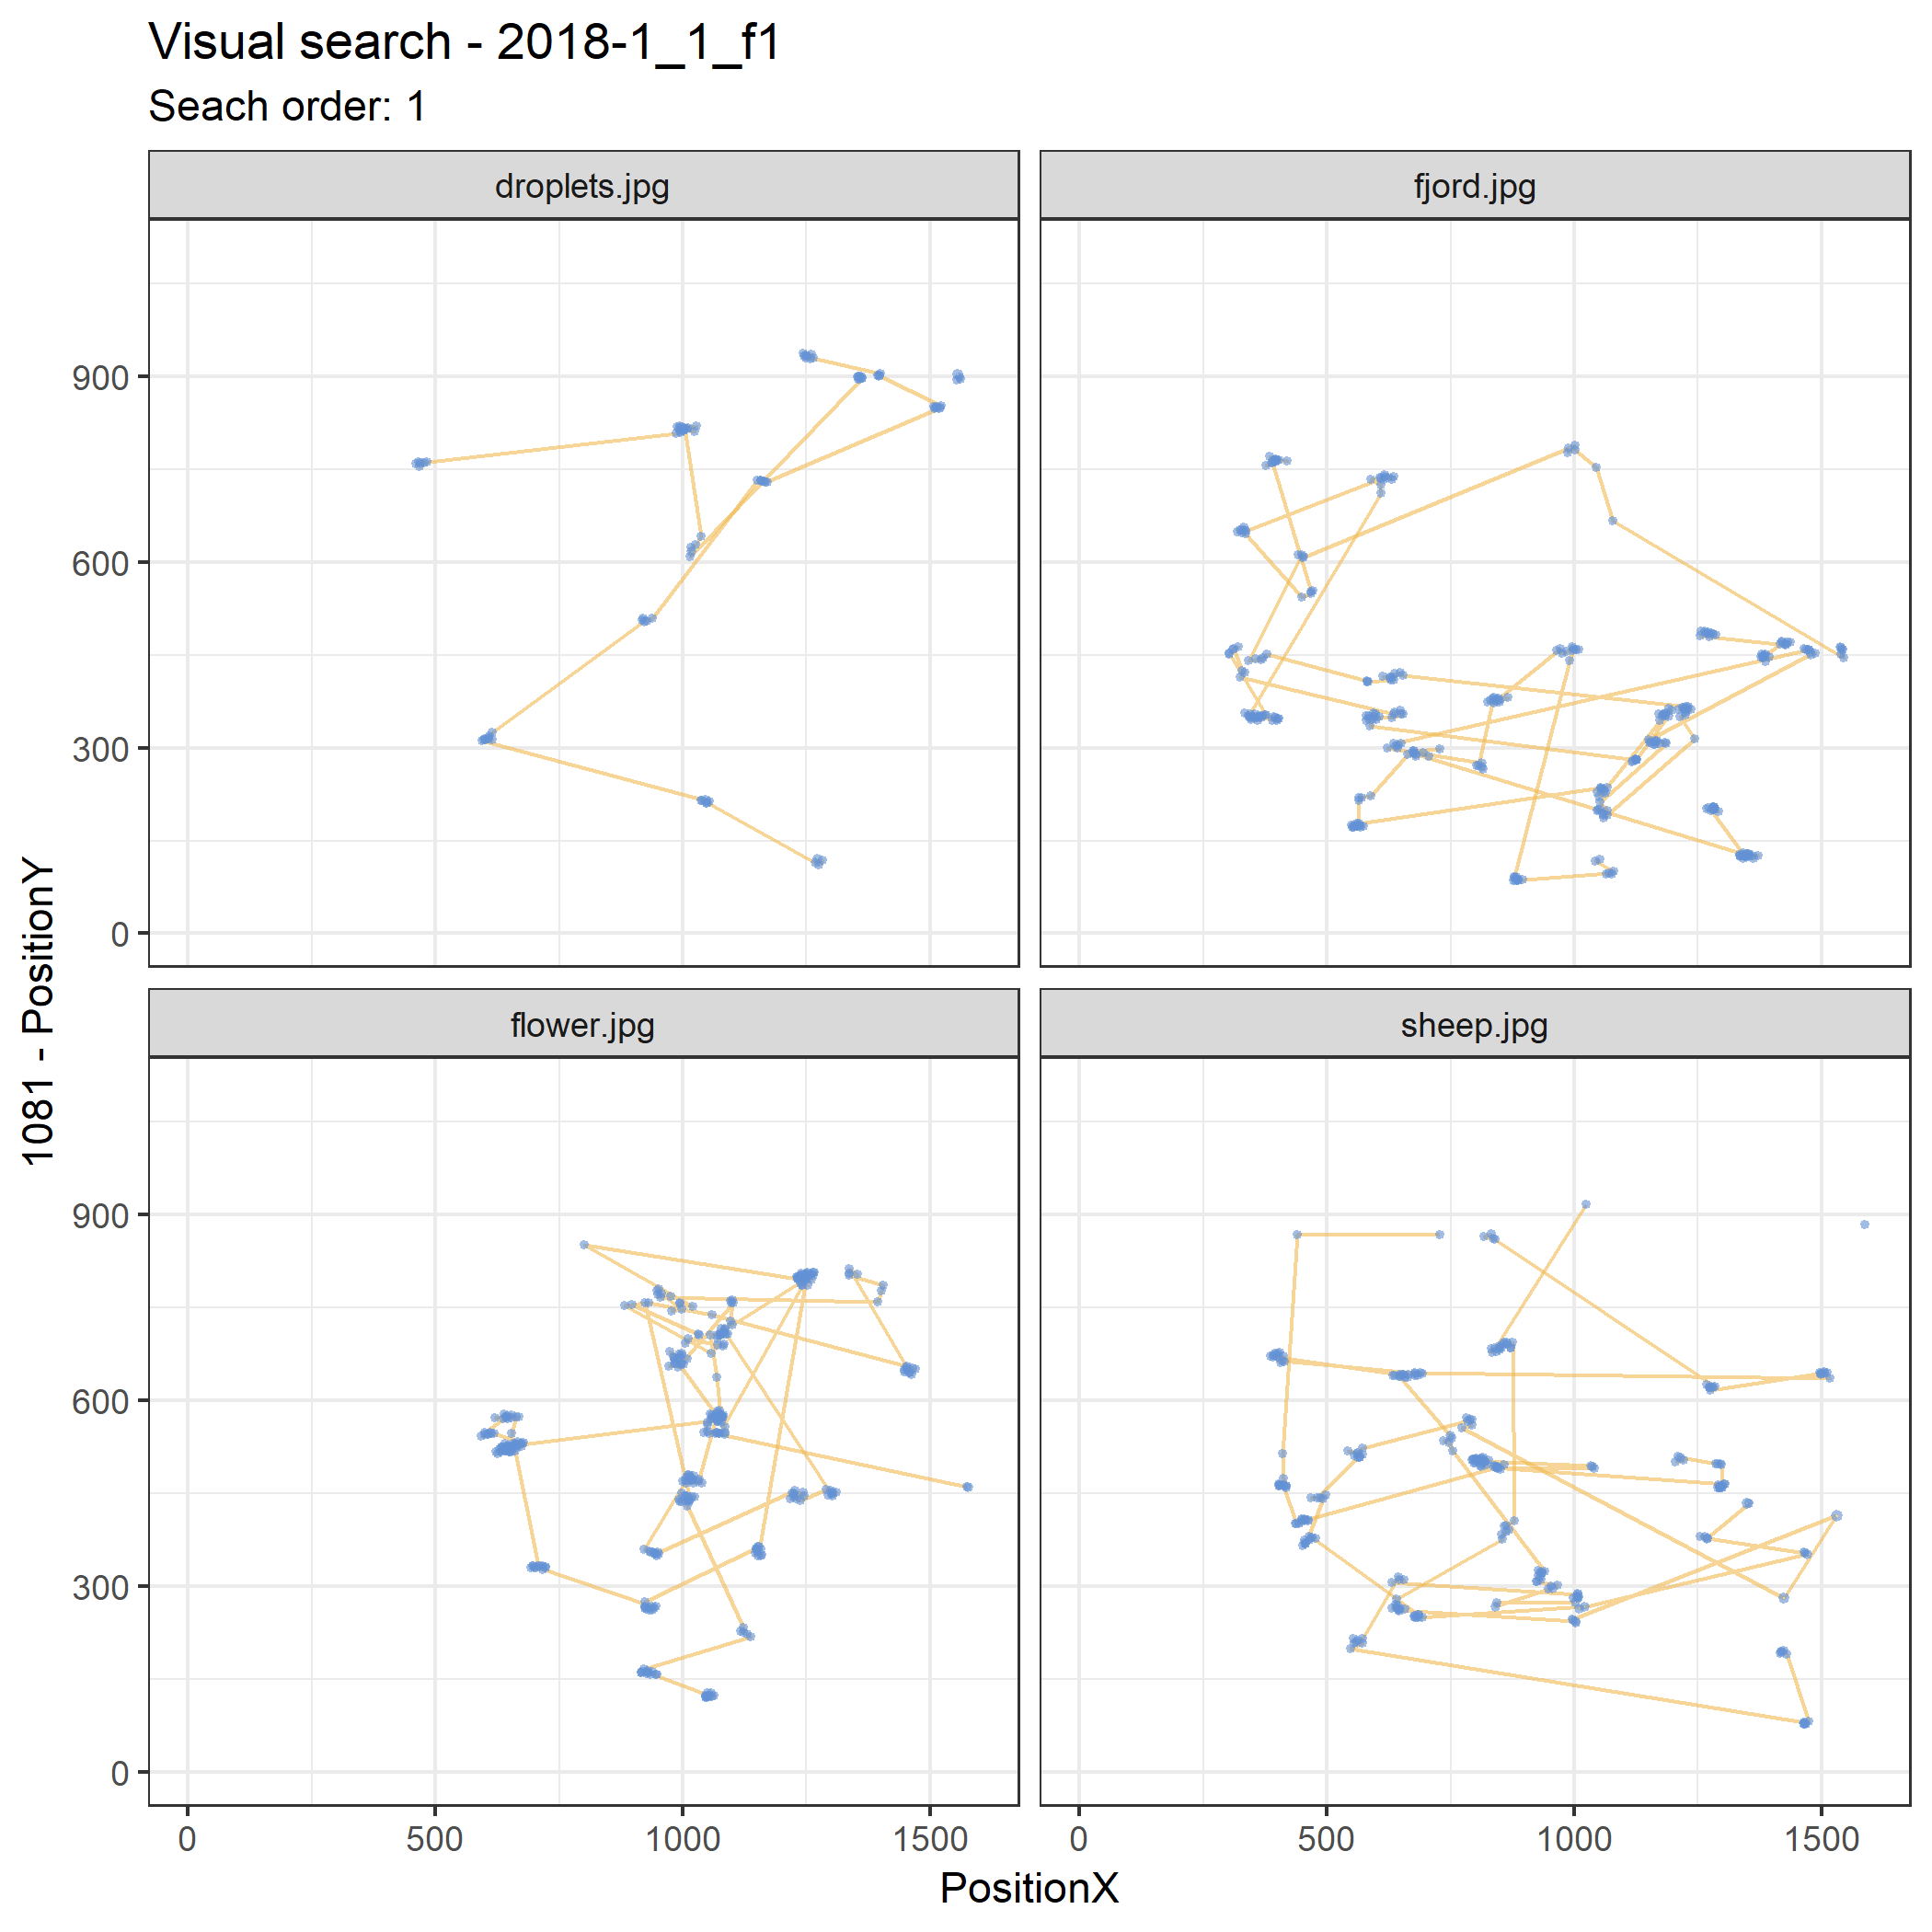 Visual search - 2018-1_1_f1
Seach order: 1
droplets.jpg
fjord.jpg
900
600
300
0
flower.jpg
sheep.jpg
900
600
300
0
0
500
1000
1500
0
500
1000
1500
1081 - PositionY
PositionX